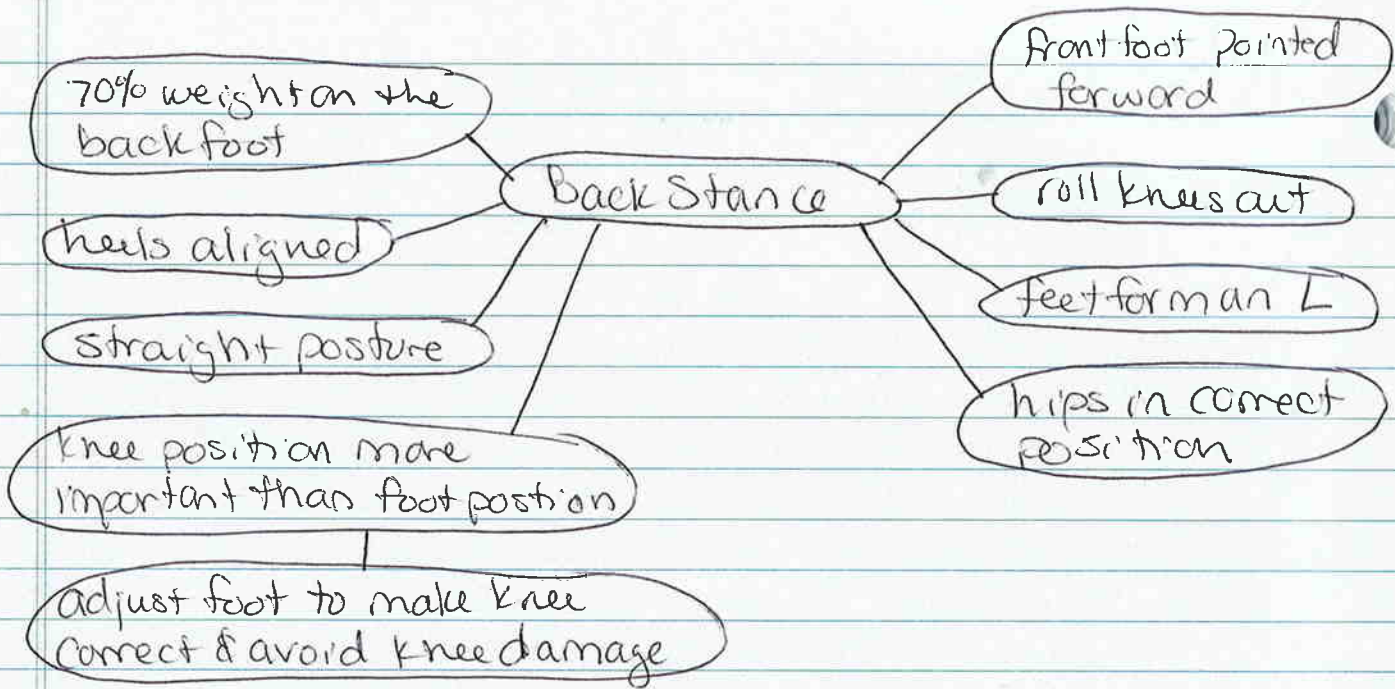 70% weight on the
back foot
front foot pointed
forward
Back Stance
heels aligned
roll knees out
straight posture
feet form an L
hips in correct
position
knee position more
important than foot postion
adjust foot to make knee
correct & avoid knee damage